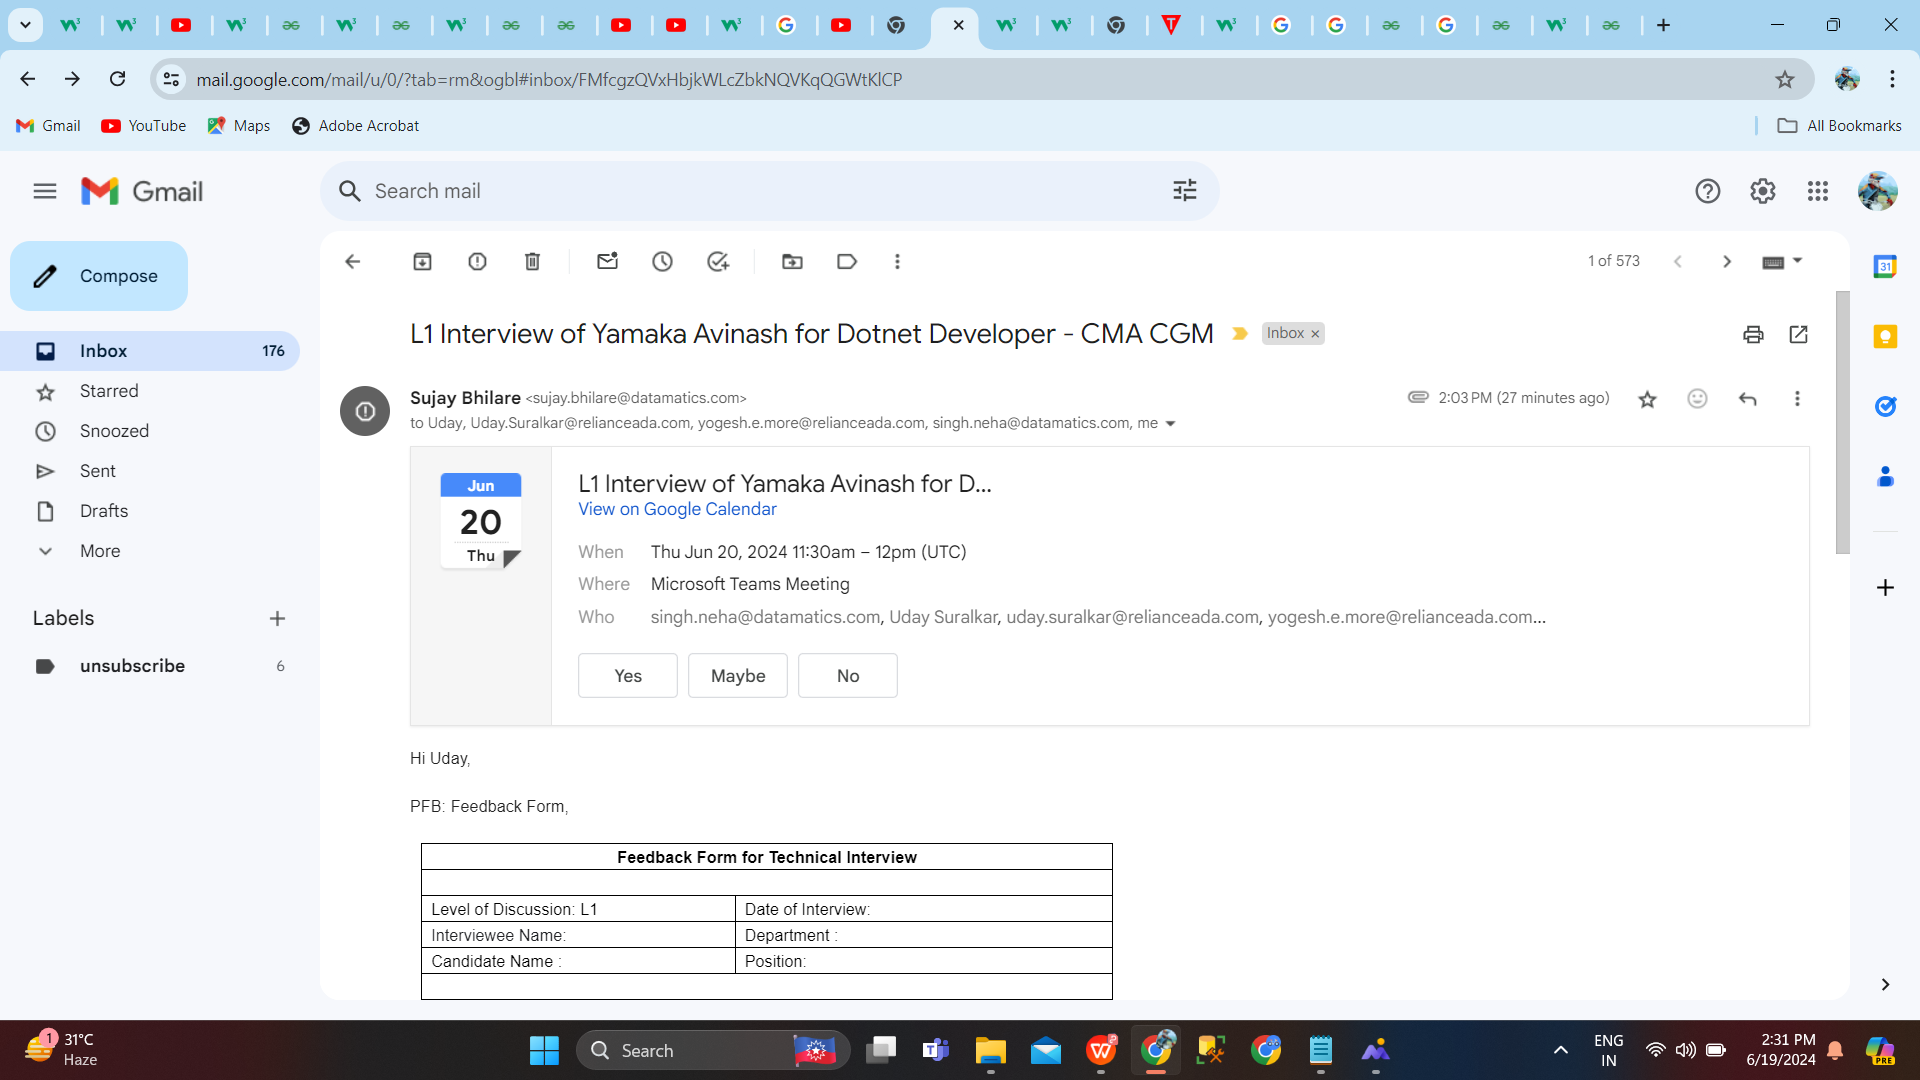 mail.google.com/mail/u/0/?tab=rm&ogbl#inbox/FMfcgzQVxHbjkWLcZbkNQVKqQGWtKlCP
Gmail YouTube Maps Adobe Acrobat All Bookmarks
Gmail
Search mail
Compose
1 of 573
L1 Interview of Yamaka Avinash for Dotnet Developer - CMA CGM
Inbox ×
Inbox 176
Starred
Snoozed
Sent
Drafts
More
Labels
unsubscribe 6
Sujay Bhilare <sujay.bhilare@datamatics.com>
2:03 PM (27 minutes ago)
to Uday, Uday.Suralkar@relianceada.com, yogesh.e.more@relianceada.com, singh.neha@datamatics.com, me
Jun
20
Thu
L1 Interview of Yamaka Avinash for D...
View on Google Calendar
When Thu Jun 20, 2024 11:30am – 12pm (UTC)
Where Microsoft Teams Meeting
Who singh.neha@datamatics.com, Uday Suralkar, uday.suralkar@relianceada.com, yogesh.e.more@relianceada.com...
Yes Maybe No
Hi Uday,
PFB: Feedback Form,
Feedback Form for Technical Interview
Level of Discussion: L1 Date of Interview:
Interviewee Name: Department :
Candidate Name : Position:
31
1
31°C
Haze
Search
ENG
IN
2:31 PM
6/19/2024
PRE